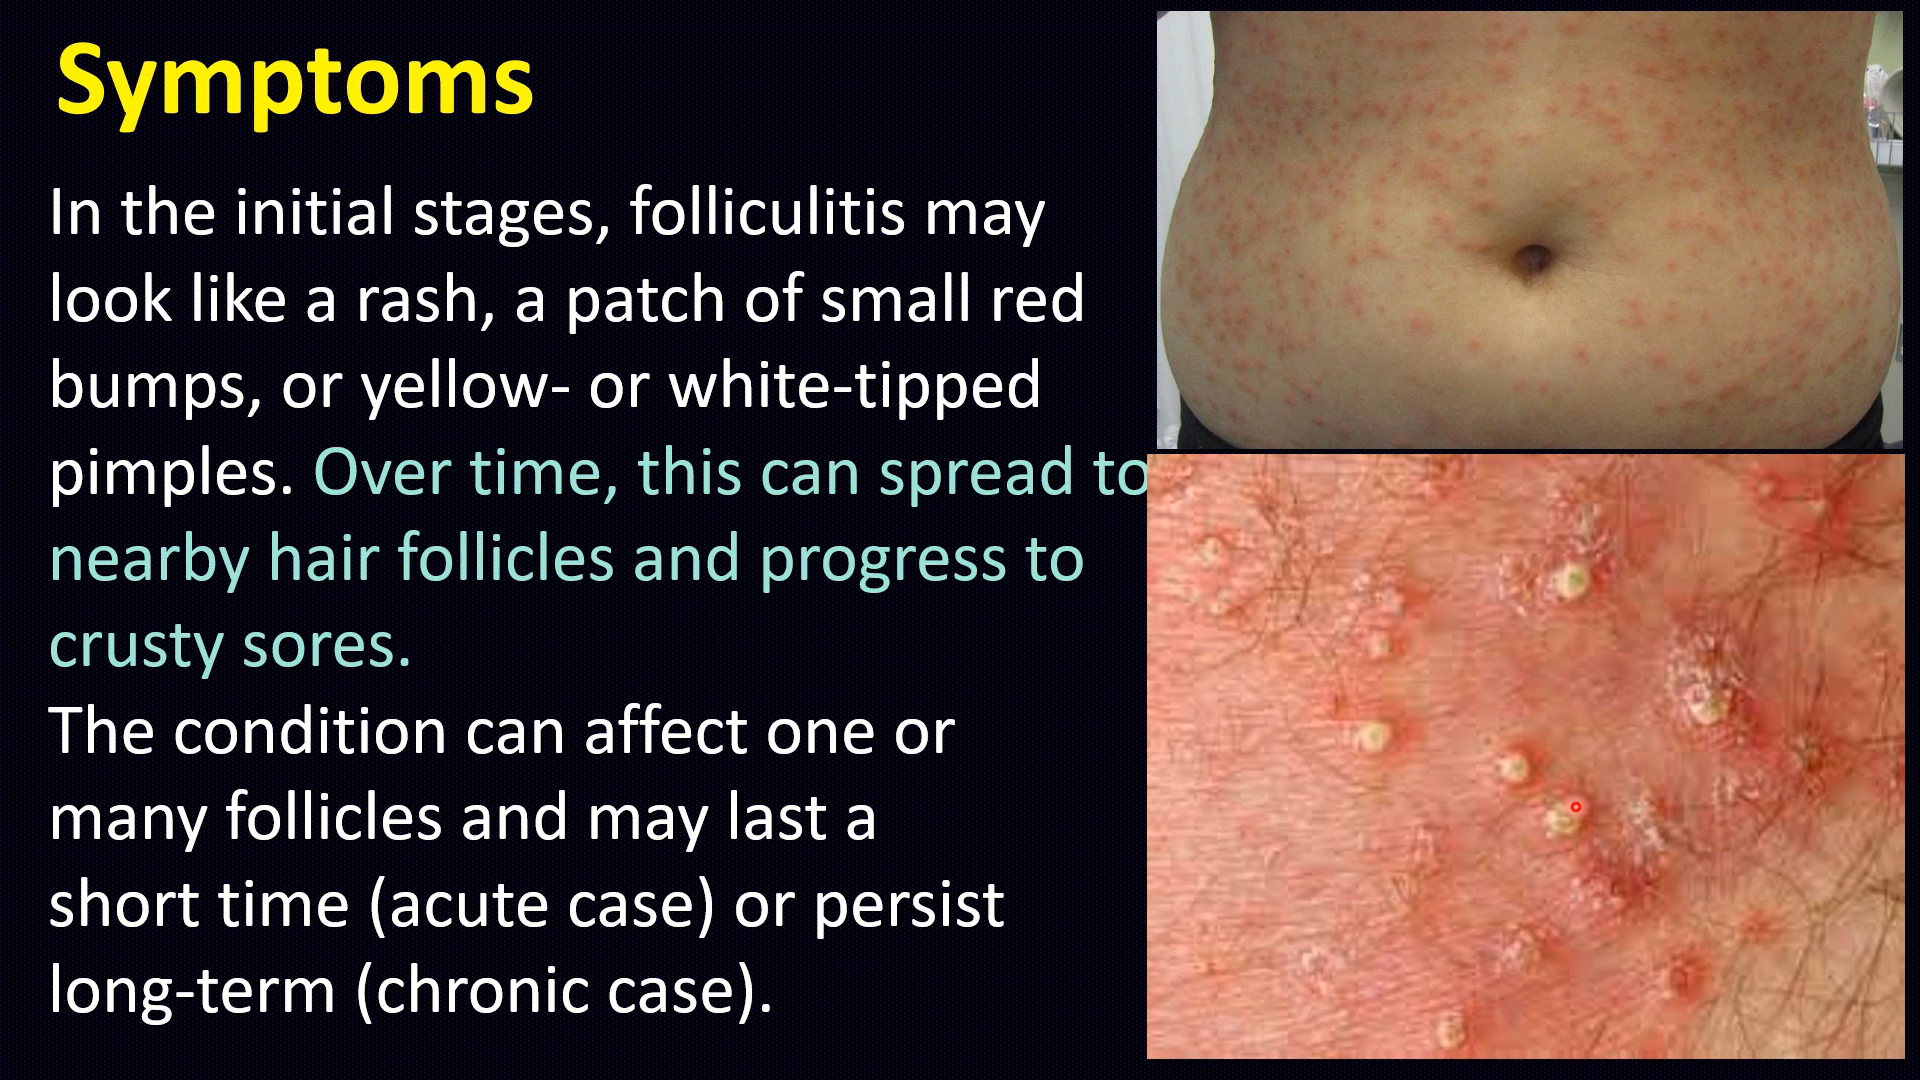 Symptoms
In the initial stages, folliculitis may
look like a rash, a patch of small red
bumps, or yellow- or white-tipped
pimples. Over time, this can spread to
nearby hair follicles and progress to
crusty sores.
The condition can affect one or
many follicles and may last a
short time (acute case) or persist
long-term (chronic case).